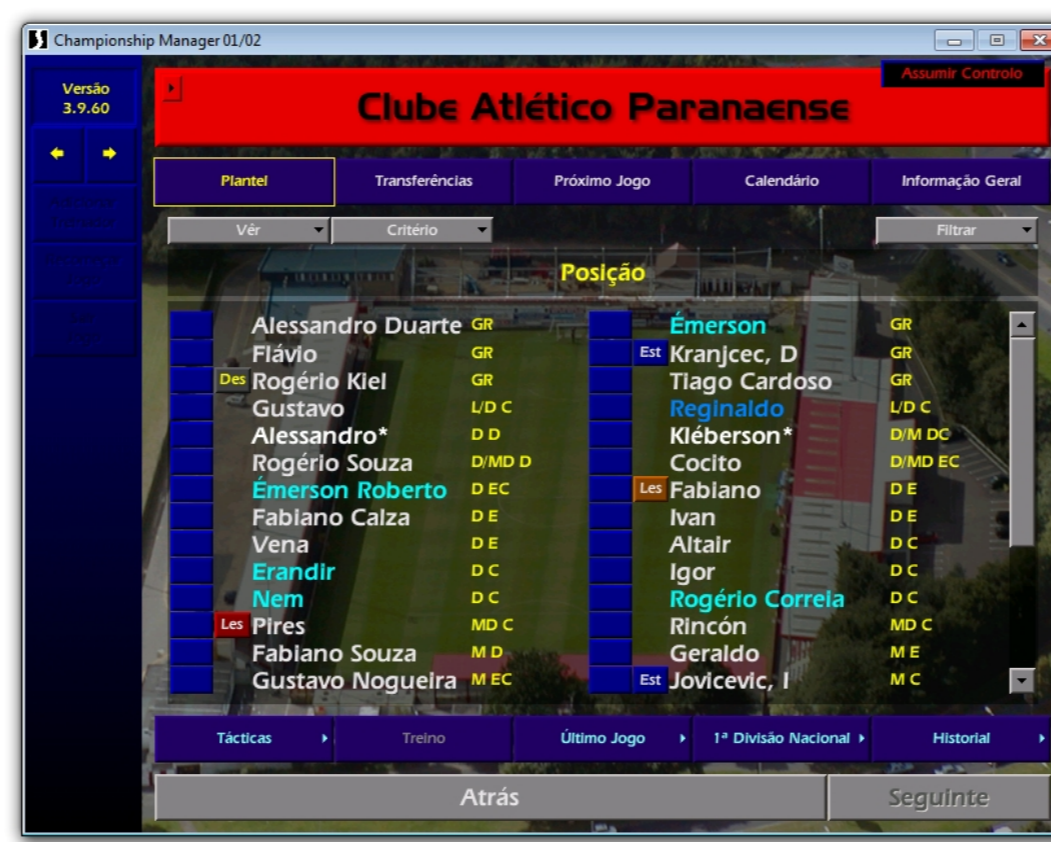 Championship Manager 01/02
Versão
3.9.60
Assumir Controlo
Clube Atlético Paranaense
Plantel Transferências Próximo Jogo Calendário Informação Geral
Vêr Critério Filtrar
Posição
Alessandro Duarte GR Émerson GR
Flávio GR Est Kranjcec, D GR
Des Rogério Kiel GR Tiago Cardoso GR
Gustavo L/D C Reginaldo L/D C
Alessandro* D D Kléberson* D/M DC
Rogério Souza D/MD D Cocito D/MD EC
Émerson Roberto D EC Les Fabiano D E
Fabiano Calza D E Ivan D E
Vena D E Altair D C
Erandir D C Igor D C
Nem D C Rogério Correia D C
Les Pires MD C Rincón MD C
Fabiano Souza M D Geraldo M E
Gustavo Nogueira M EC Est Jovicevic, I M C
Tácticas Treino Último Jogo 1ª Divisão Nacional Historial
Atrás Seguinte